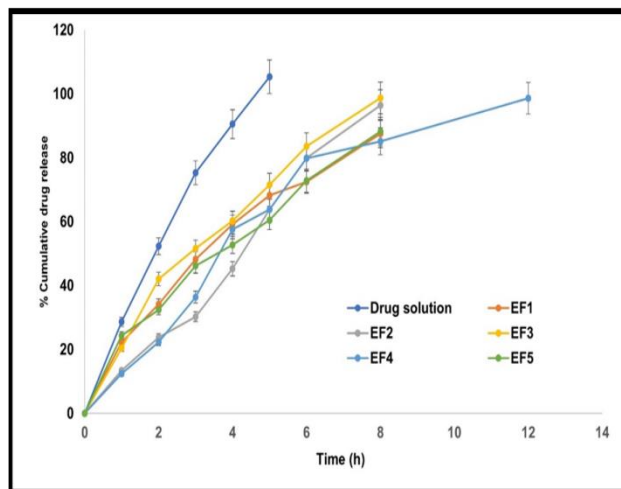 120
100
80
60
40
20
0
% Cumulative drug release
Drug solution EF1
EF2 EF3
EF4 EF5
0 2 4 6 8 10 12 14
Time (h)